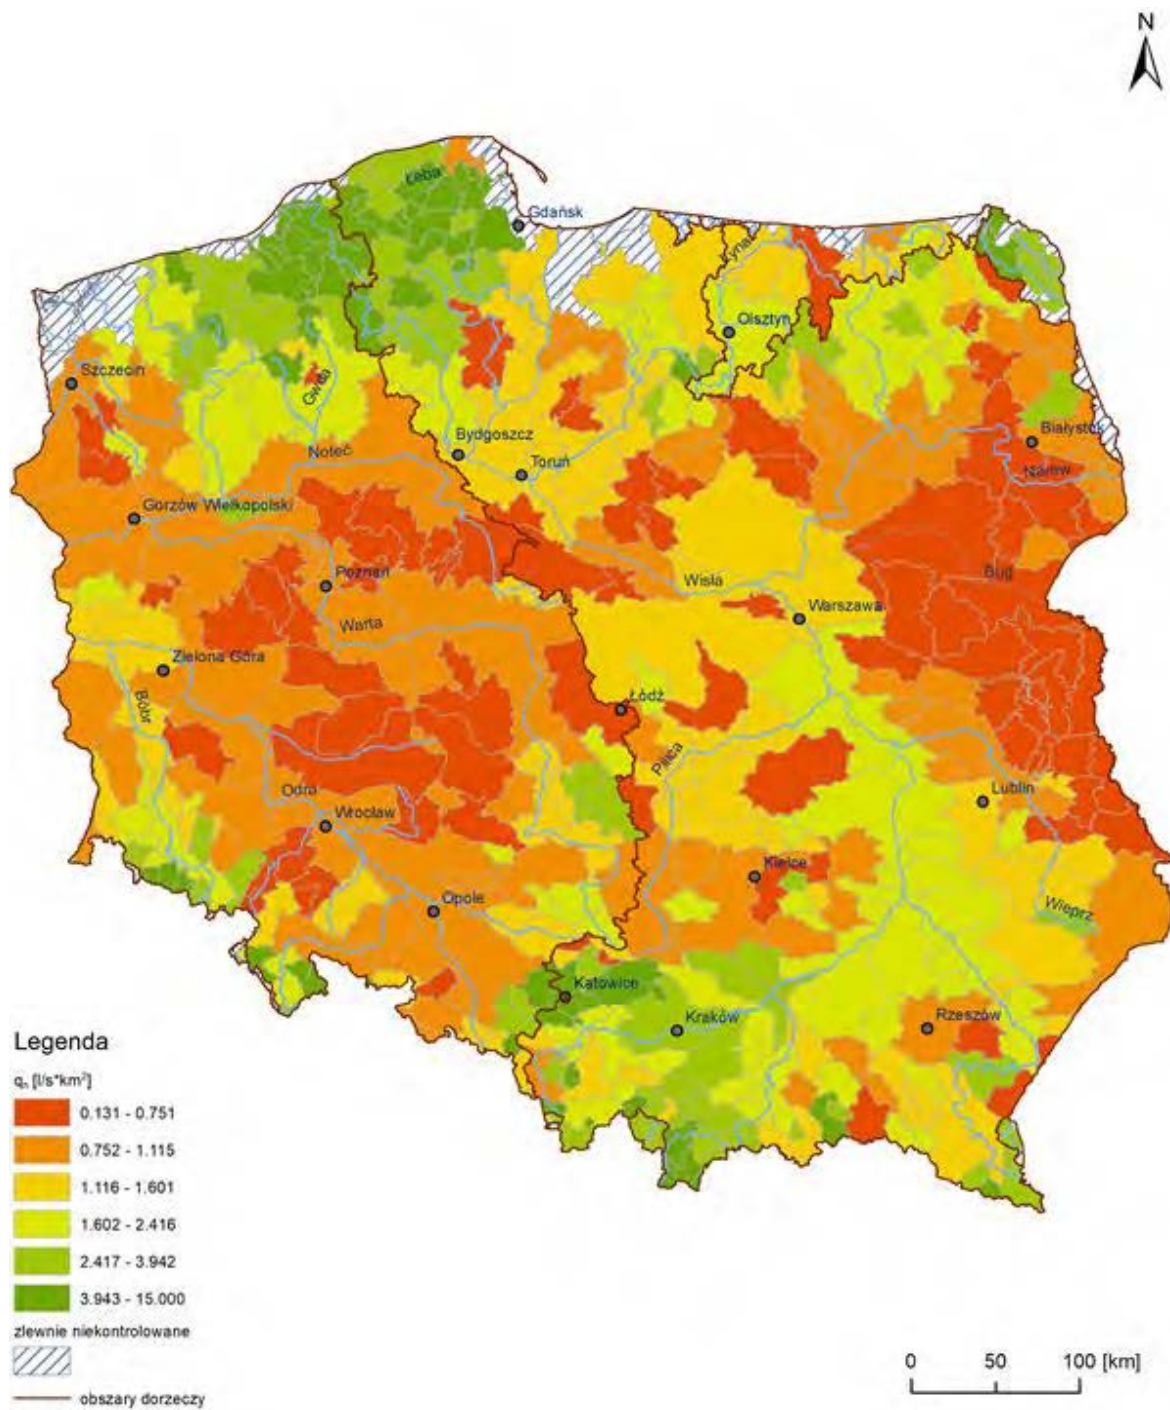 N
Łeba
Gdańsk
Łyna
Olsztyn
Szczecin
Gwda
Bydgoszcz
Białystok
Noteć
Toruń
Narew
Gorzów Wielkopolski
Bug
Poznań
Wisła
Warszawa
Warta
Zielona Góra
Bóbr
Łódź
Pilica
Odra
Lublin
Wrocław
Kielce
Opole
Wieprz
Katowice
Kraków
Rzeszów
Legenda
qₙ [l/s*km²]
0.131 - 0.751
0.752 - 1.115
1.116 - 1.601
1.602 - 2.416
2.417 - 3.942
3.943 - 15.000
zlewnie niekontrolowane
0 50 100 [km]
obszary dorzeczy